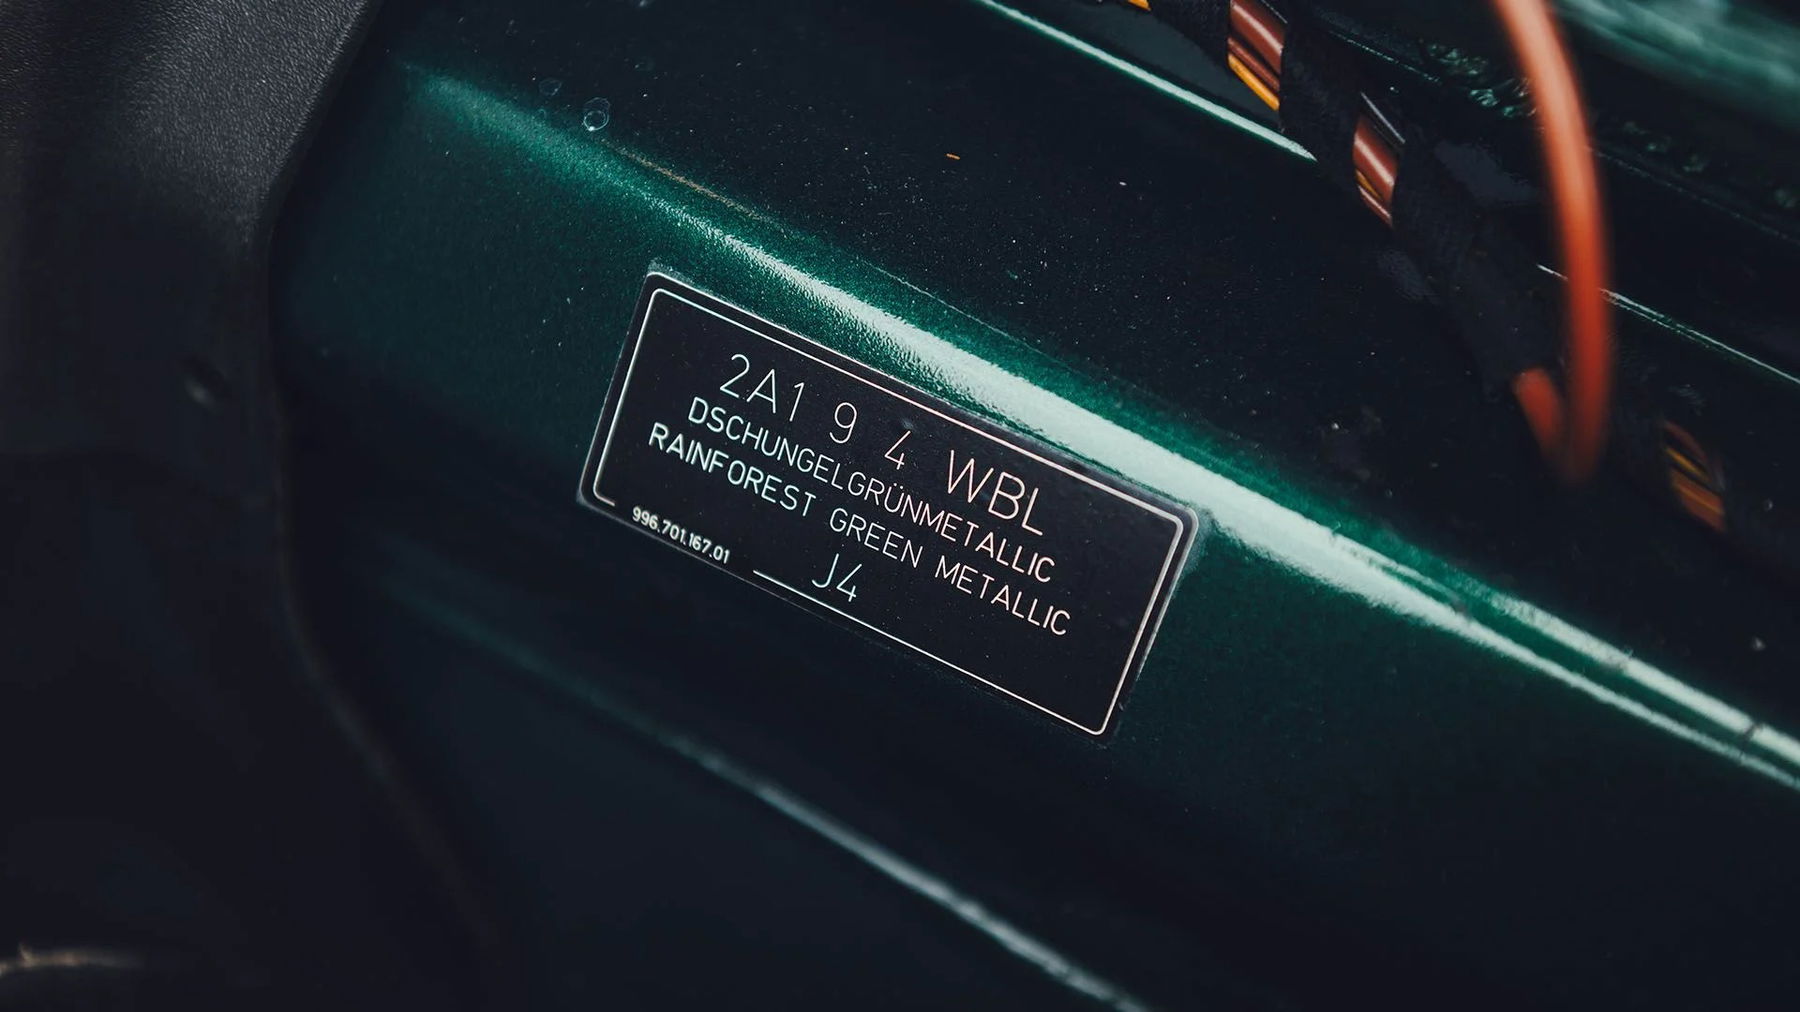 2A1 9 4 WBL
DSCHUNGELGRÜNMETALLIC
RAINFOREST GREEN METALLIC
996.701.167.01
J4